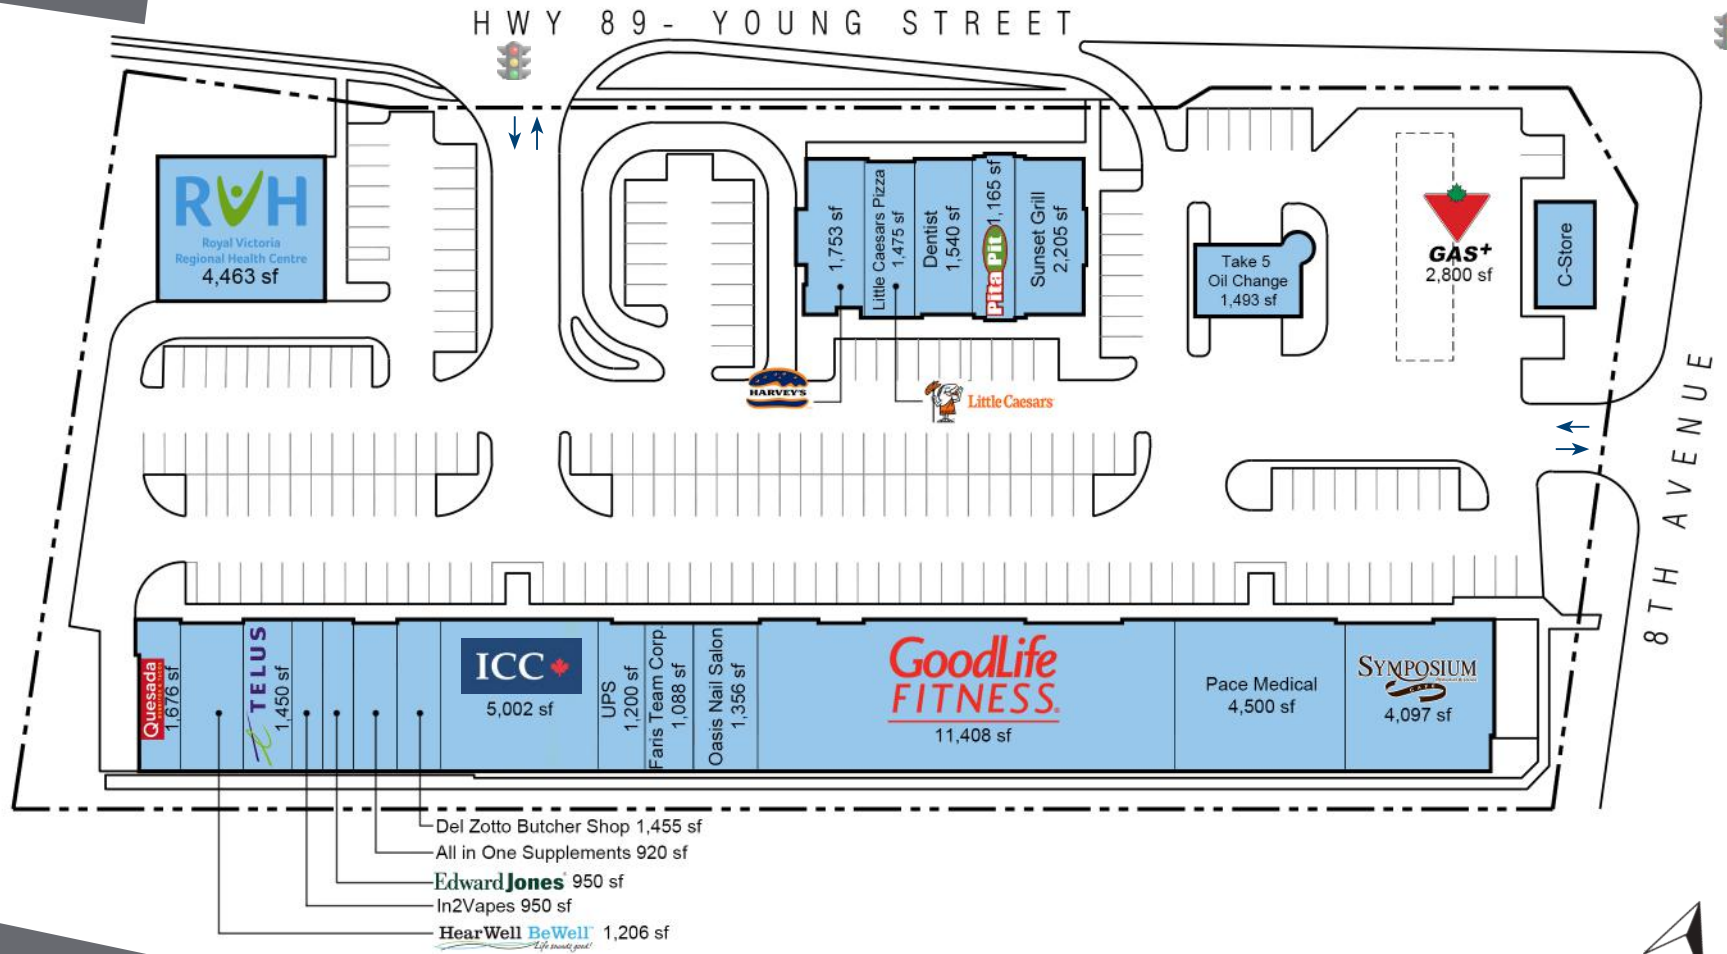 HWY 89 - YOUNG STREET
RVH
Royal Victoria
Regional Health Centre
4,463 sf
1,753 sf
Little Caesars Pizza
1,475 sf
Dentist
1,540 sf
Pita Pit 1,165 sf
Sunset Grill
2,205 sf
Take 5
Oil Change
1,493 sf
GAS+
2,800 sf
C-Store
HARVEY'S
Little Caesars
8TH AVENUE
Quesada
1,676 sf
TELUS
1,450 sf
ICC
5,002 sf
UPS
1,200 sf
Faris Team Corp.
1,088 sf
Oasis Nail Salon
1,356 sf
GoodLife
FITNESS
11,408 sf
Pace Medical
4,500 sf
SYMPOSIUM
CAFE
4,097 sf
Del Zotto Butcher Shop 1,455 sf
All in One Supplements 920 sf
Edward Jones 950 sf
In2Vapes 950 sf
HearWell BeWell™ 1,206 sf
Life sounds good!